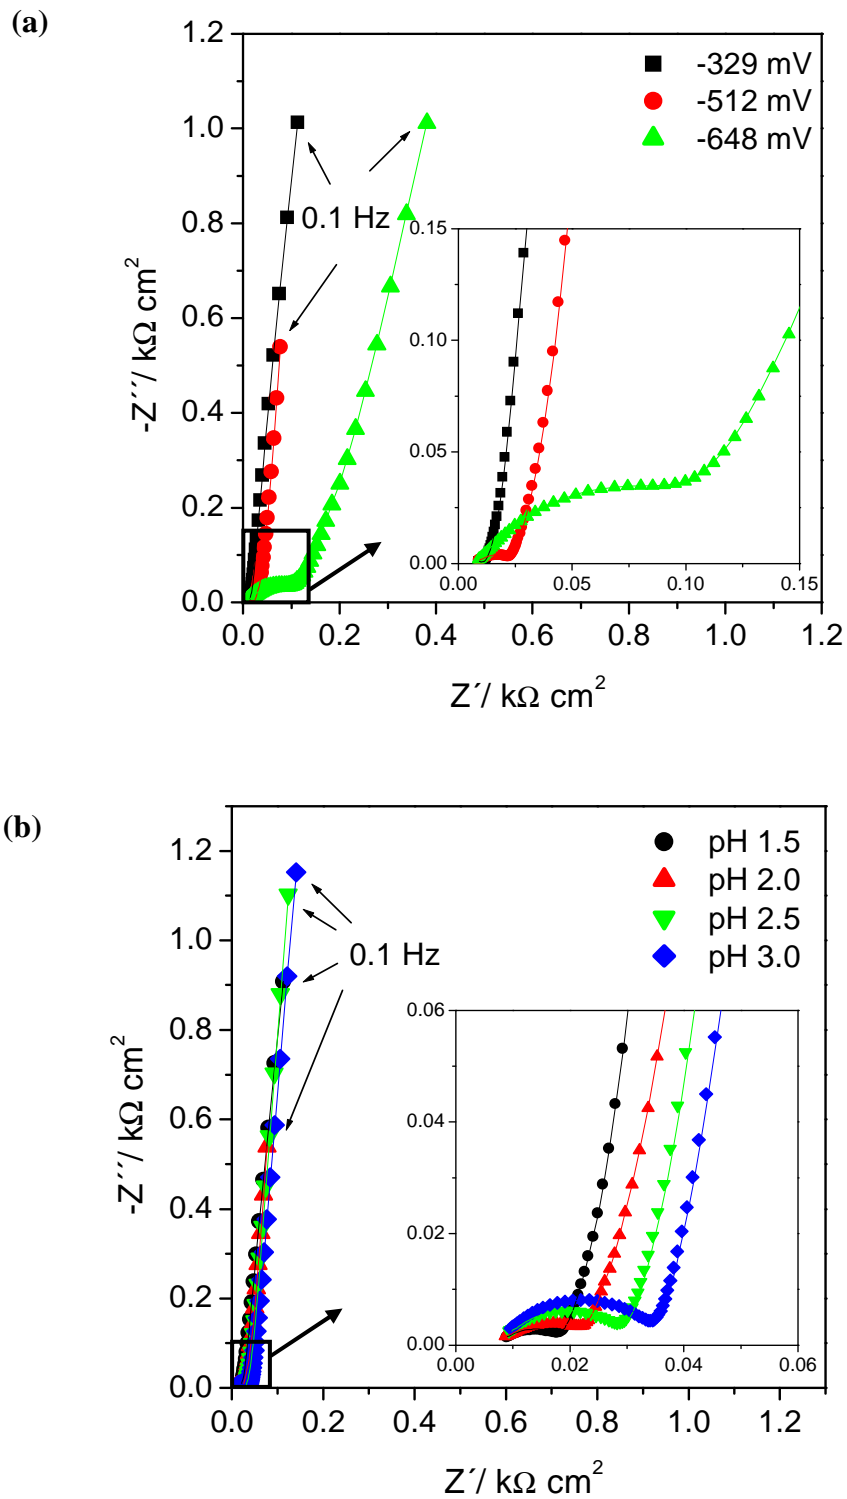 (a)
-329 mV
-512 mV
-648 mV
0.1 Hz
1.2
1.0
0.8
0.6
0.4
0.2
0.0
0.0 0.2 0.4 0.6 0.8 1.0 1.2
-Z´´/ kΩ cm²
Z´/ kΩ cm²
0.15
0.10
0.05
0.00
0.00 0.05 0.10 0.15
(b)
pH 1.5
pH 2.0
pH 2.5
pH 3.0
0.1 Hz
1.2
1.0
0.8
0.6
0.4
0.2
0.0
0.0 0.2 0.4 0.6 0.8 1.0 1.2
-Z´´/ kΩ cm²
Z´/ kΩ cm²
0.06
0.04
0.02
0.00
0.00 0.02 0.04 0.06